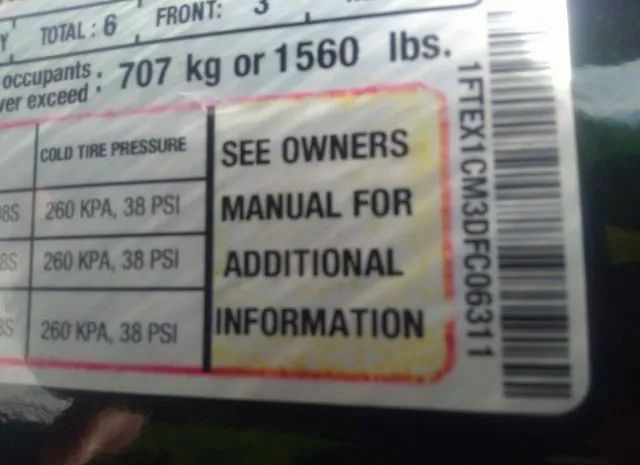 TOTAL: 6 FRONT: 3
occupants
707 kg or 1560 lbs.
exceed
COLD TIRE PRESSURE
260 KPA, 38 PSI
260 KPA, 38 PSI
260 KPA, 38 PSI
SEE OWNERS
MANUAL FOR
ADDITIONAL
INFORMATION
1FTEX1CM3DFC06311